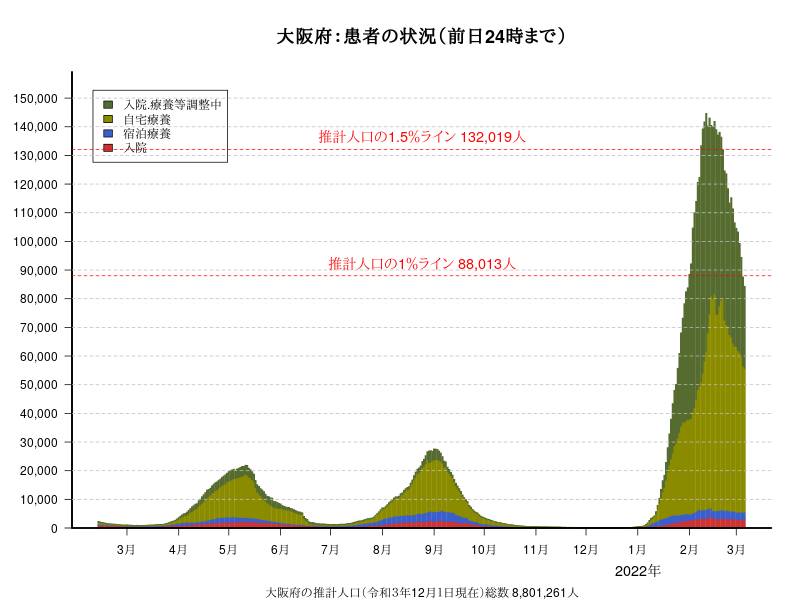 大阪府：患者の状況（前日24時まで）
150,000
140,000
130,000
120,000
110,000
100,000
90,000
80,000
70,000
60,000
50,000
40,000
30,000
20,000
10,000
0
入院.療養等調整中
自宅療養
宿泊療養
入院
推計人口の1.5%ライン 132,019人
推計人口の1%ライン 88,013人
3月 4月 5月 6月 7月 8月 9月 10月 11月 12月 1月 2月 3月
2022年
大阪府の推計人口（令和3年12月1日現在）総数 8,801,261人